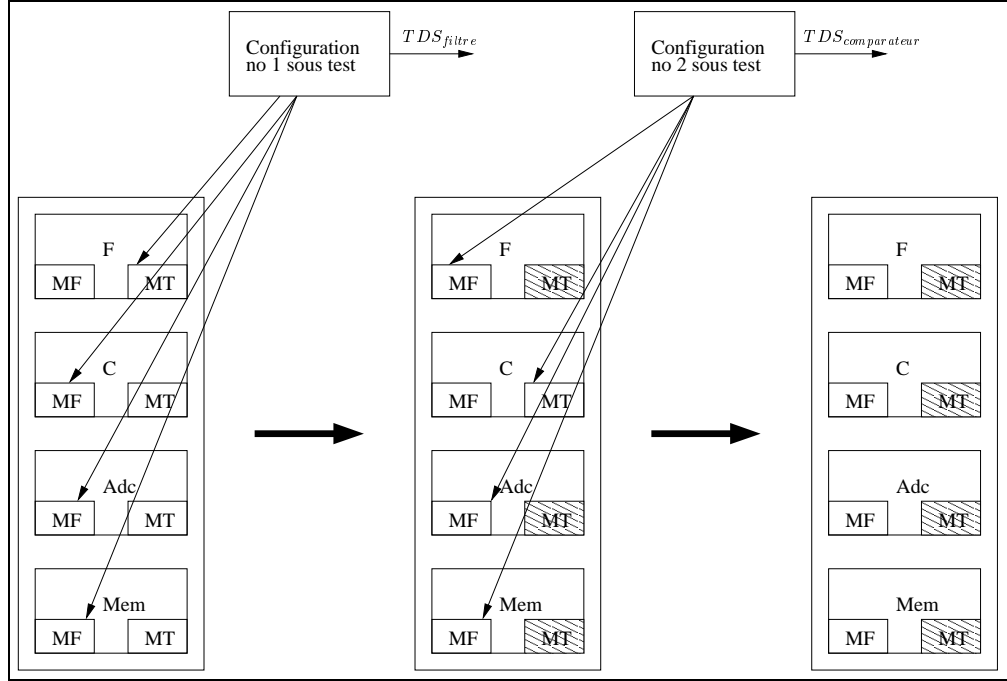 Configuration
no 1 sous test
TDS_filtre
Configuration
no 2 sous test
TDS_comparateur
F
MF MT
C
MF MT
Adc
MF MT
Mem
MF MT
F
MF MT
C
MF MT
Adc
MF MT
Mem
MF MT
F
MF MT
C
MF MT
Adc
MF MT
Mem
MF MT